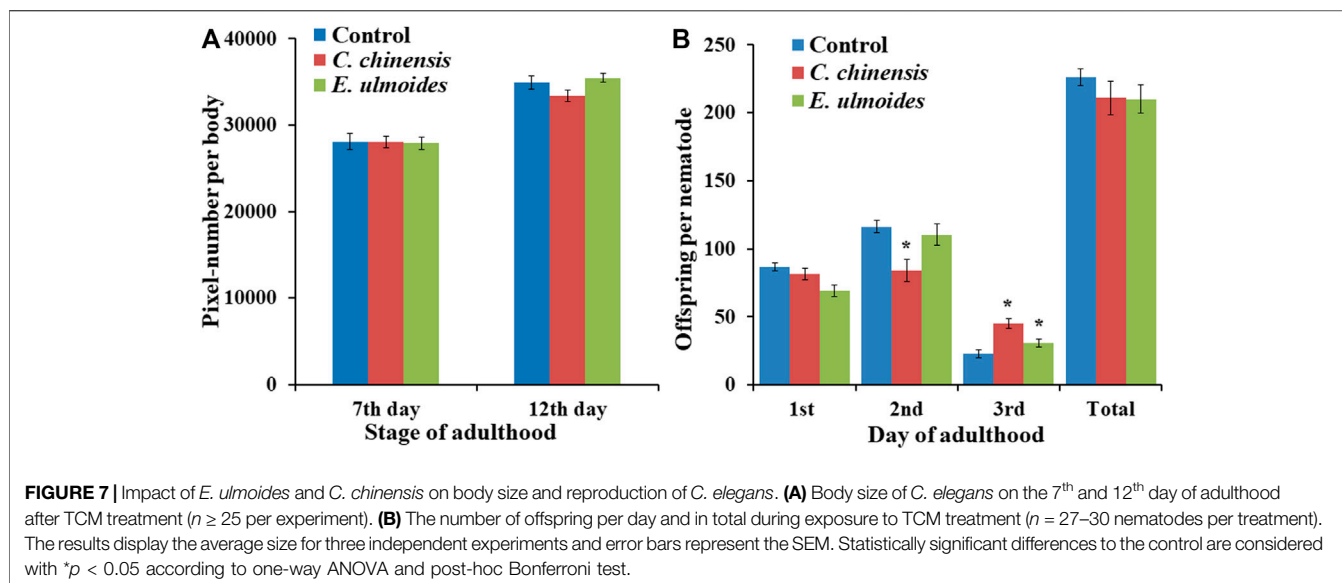 A
Control
C. chinensis
E. ulmoides
40000
30000
20000
10000
0
Pixel-number per body
7th day
12th day
Stage of adulthood
B
Control
C. chinensis
E. ulmoides
250
200
150
100
50
0
Offspring per nematode
*
*
*
1st
2nd
3rd
Total
Day of adulthood
FIGURE 7 | Impact of E. ulmoides and C. chinensis on body size and reproduction of C. elegans. (A) Body size of C. elegans on the 7th and 12th day of adulthood
after TCM treatment (n ≥ 25 per experiment). (B) The number of offspring per day and in total during exposure to TCM treatment (n = 27–30 nematodes per treatment).
The results display the average size for three independent experiments and error bars represent the SEM. Statistically significant differences to the control are considered
with *p < 0.05 according to one-way ANOVA and post-hoc Bonferroni test.